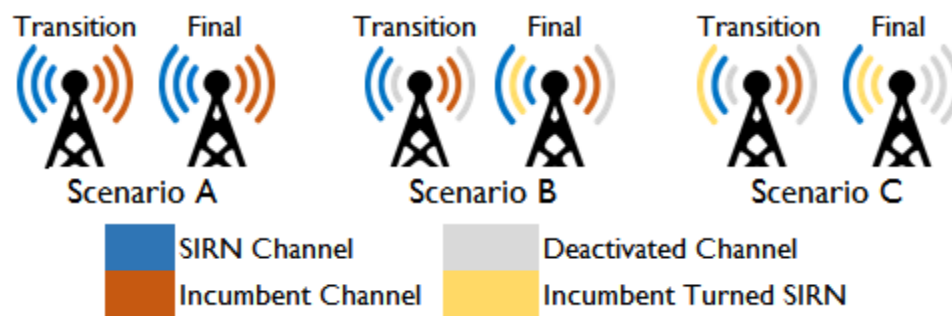 Transition Final Transition Final Transition Final
Scenario A Scenario B Scenario C
SIRN Channel Deactivated Channel
Incumbent Channel Incumbent Turned SIRN